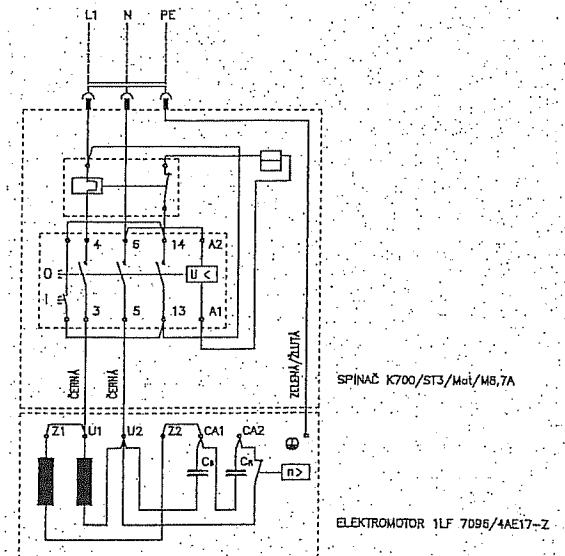 L1 N PE
4 6 14 A2
0
U <
I
3 5 13 A1
ČERNÁ
ČERNÁ
ZELENÁ/ŽLUTÁ
SPÍNAČ K700/ST3/Mot/M8,7A
Z1 U1 U2 Z2 CA1 CA2
n>
ELEKTROMOTOR 1LF 7096/4AE17-Z